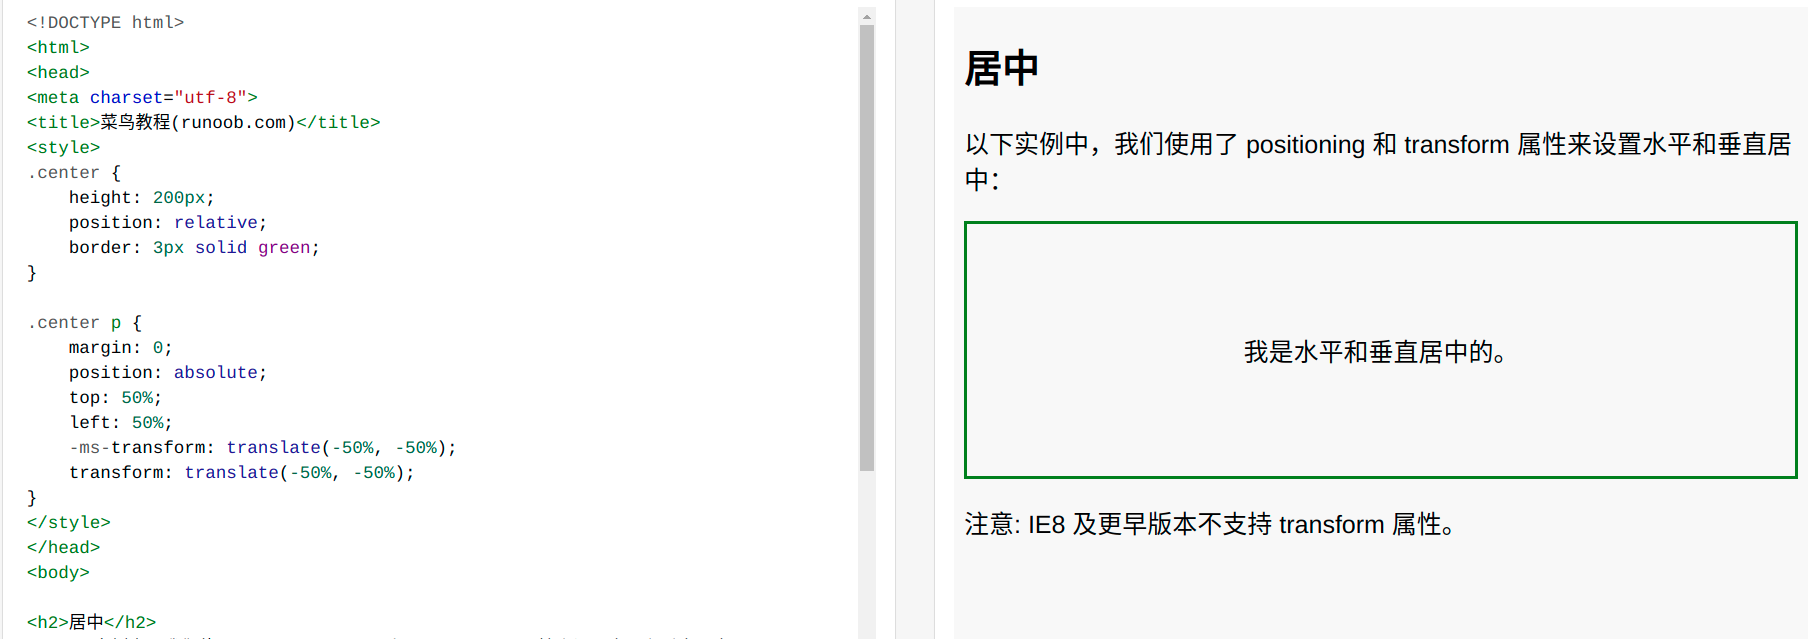 <!DOCTYPE html>
<html>
<head>
<meta charset="utf-8">
<title>菜鸟教程(runoob.com)</title>
<style>
.center {
    height: 200px;
    position: relative;
    border: 3px solid green;
}

.center p {
    margin: 0;
    position: absolute;
    top: 50%;
    left: 50%;
    -ms-transform: translate(-50%, -50%);
    transform: translate(-50%, -50%);
}
</style>
</head>
<body>

<h2>居中</h2>
居中
以下实例中，我们使用了 positioning 和 transform 属性来设置水平和垂直居
中：
我是水平和垂直居中的。
注意: IE8 及更早版本不支持 transform 属性。